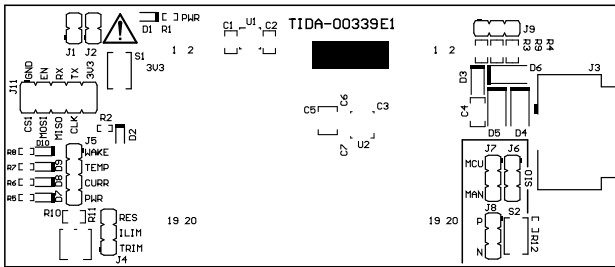 D1 R1 PWR
C1 U1 C2
TIDA-00339E1
J9
J1 J2
1 2
1 2
R3 R9 R4
S1
3V3
GND EN RX TX 3V3
J11
CS1 MOSI MISO CLK
D3
D6
J3
C5 C6 C3
C4
R2 D2
C7 U2
D5 D4
D10 J5
R8 WAKE
R7 D9 TEMP
R6 D8 CURR
R5 D7 PWR
J7 J6
MCU
MAN
S10
R10 R11
RES
ILIM
TRIM
J4
19 20
19 20
J8
S2
P
N
R12